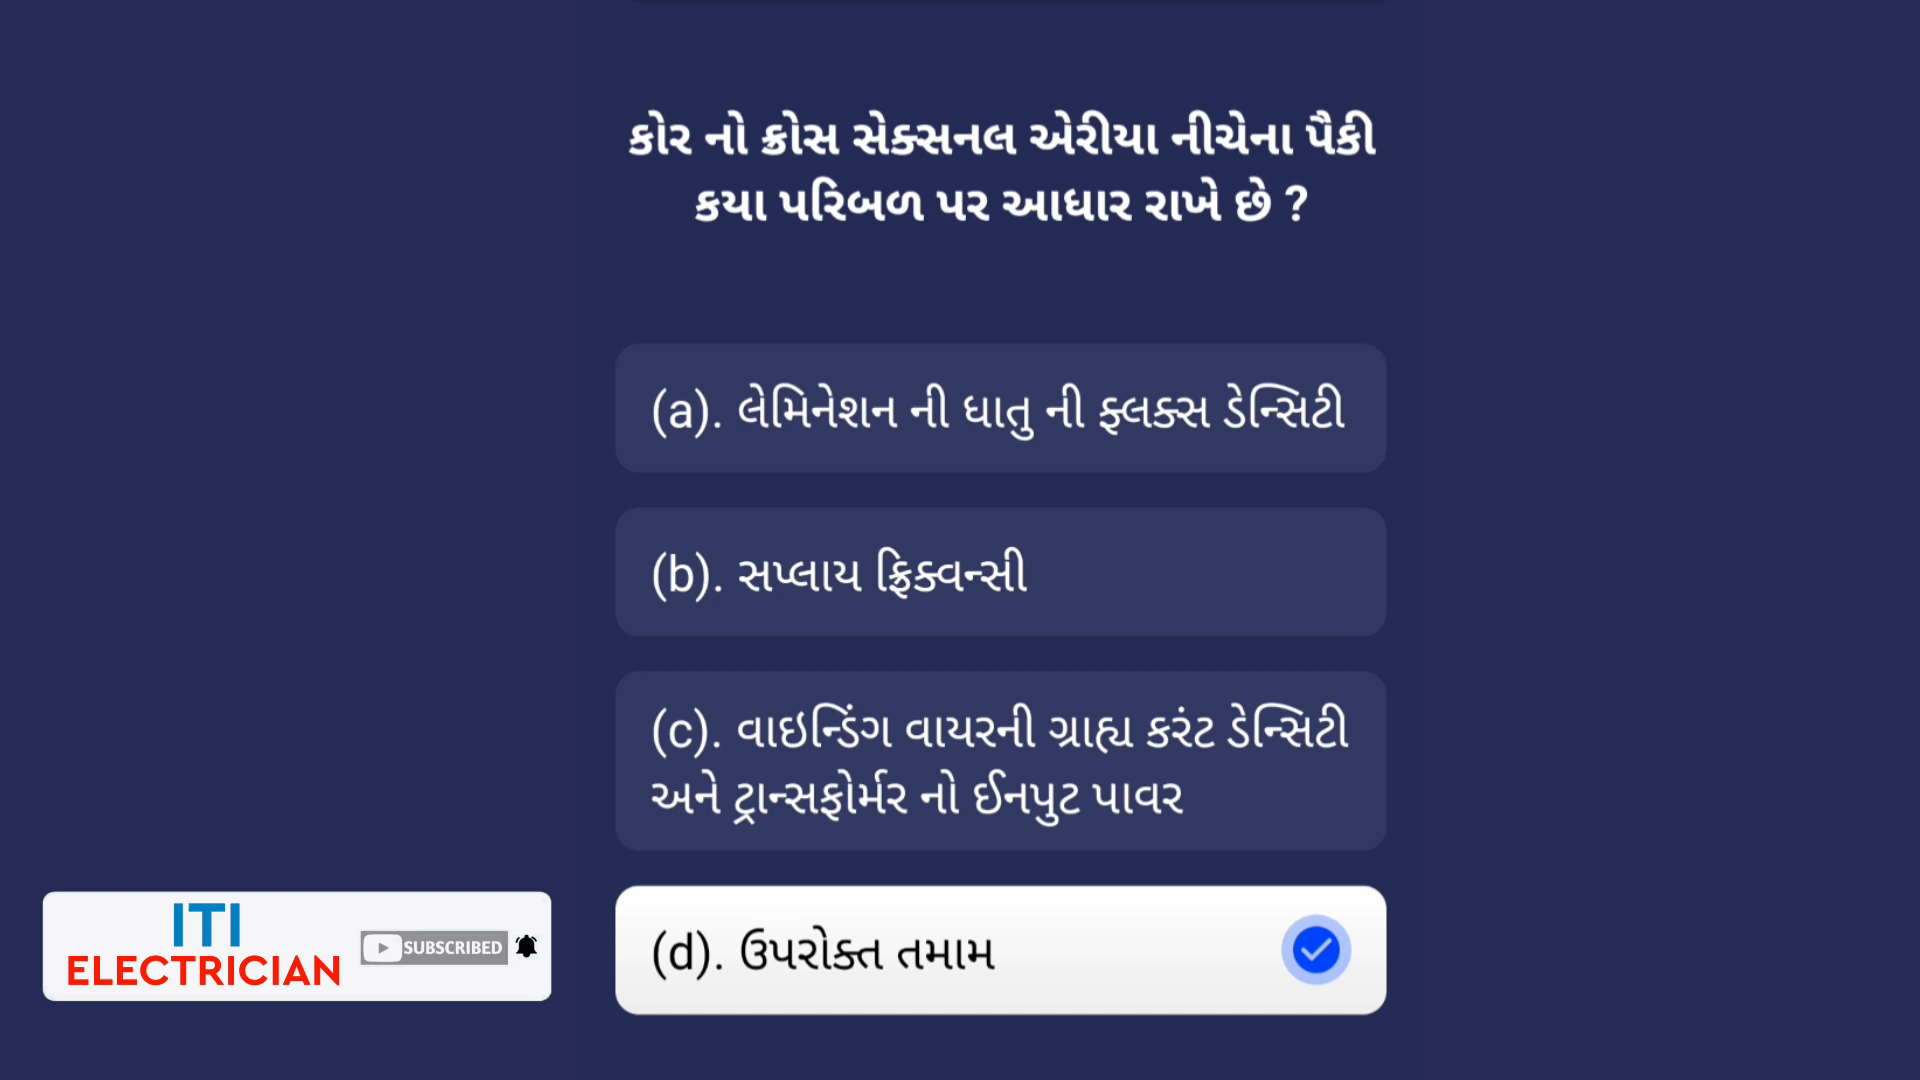 કોર નો ક્રોસ સેક્સનલ એરીયા નીચેના પૈકી
કયા પરિબળ પર આધાર રાખે છે ?
(a). લેમિનેશન ની ધાતુ ની ફ્લક્સ ડેન્સિટી
(b). સપ્લાય ફ્રિક્વન્સી
(c). વાઇન્ડિંગ વાયરની ગ્રાહ્ય કરંટ ડેન્સિટી
અને ટ્રાન્સફોર્મર નો ઈનપુટ પાવર
(d). ઉપરોક્ત તમામ
ITI
ELECTRICIAN
SUBSCRIBED